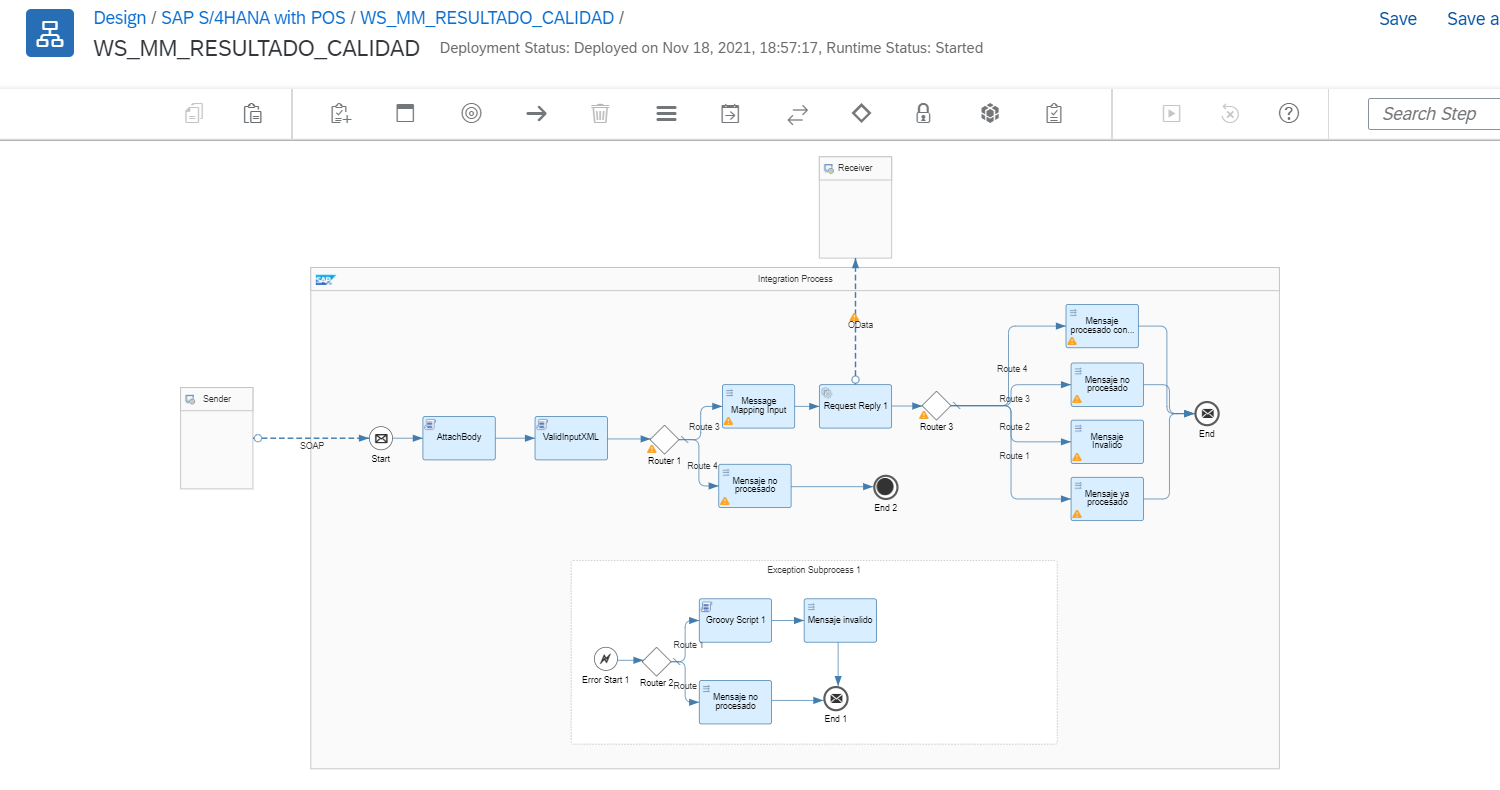 Design / SAP S/4HANA with POS / WS_MM_RESULTADO_CALIDAD /
Save
Save a
WS_MM_RESULTADO_CALIDAD
Deployment Status: Deployed on Nov 18, 2021, 18:57:17, Runtime Status: Started
Search Step
Receiver
SAP
Integration Process
OData
Sender
SOAP
Start
AttachBody
ValidInputXML
Router 1
Route 3
Route 4
Message
Mapping Input
Mensaje no
procesado
End 2
Request Reply 1
Router 3
Route 4
Route 3
Route 2
Route 1
Mensaje
procesado con...
Mensaje no
procesado
Mensaje
Invalido
Mensaje ya
procesado
End
Exception Subprocess 1
Error Start 1
Router 2
Route 1
Route
Groovy Script 1
Mensaje invalido
Mensaje no
procesado
End 1